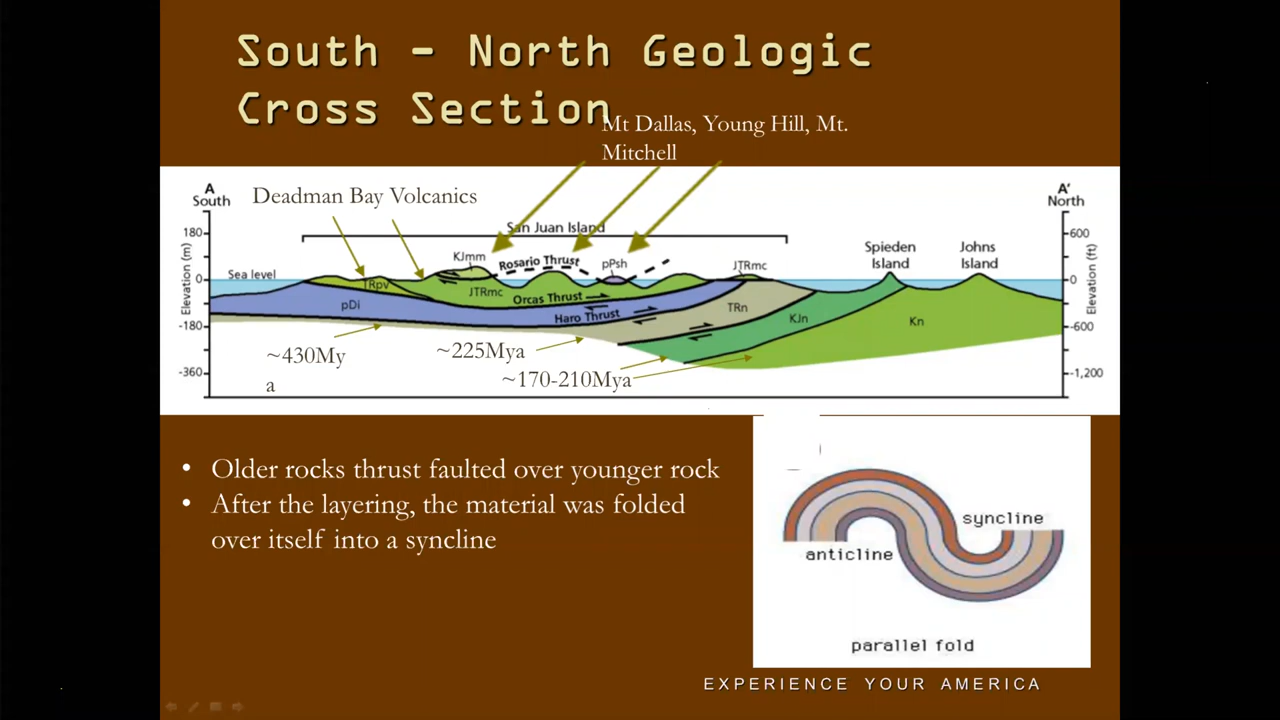 South - North Geologic
Cross Section
Mt Dallas, Young Hill, Mt.
Mitchell
A
South
Deadman Bay Volcanics
A'
North
San Juan Island
180
600
KJmm
Rosario Thrust
pPsh
JTRmc
Spieden
Island
Johns
Island
Sea level
0
0
TRpv
JTRmc
Orcas Thrust
pDi
Haro Thrust
TRn
KJn
Kn
Elevation (m)
Elevation (ft)
-180
-600
~430My
a
~225Mya
~170-210Mya
-360
-1,200
• Older rocks thrust faulted over younger rock
• After the layering, the material was folded
over itself into a syncline
syncline
anticline
parallel fold
EXPERIENCE YOUR AMERICA